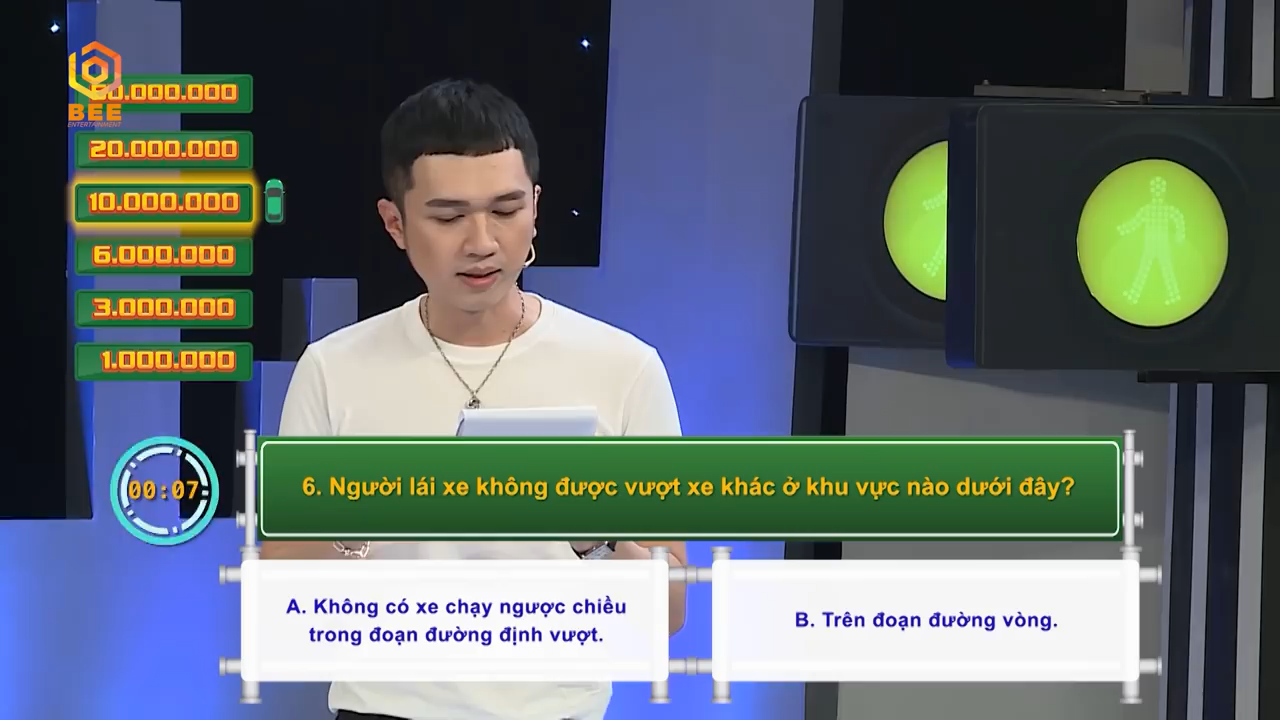 BEE
ENTERTAINMENT
20.000.000
10.000.000
6.000.000
3.000.000
1.000.000
00:07
6. Người lái xe không được vượt xe khác ở khu vực nào dưới đây?
A. Không có xe chạy ngược chiều
trong đoạn đường định vượt.
B. Trên đoạn đường vòng.